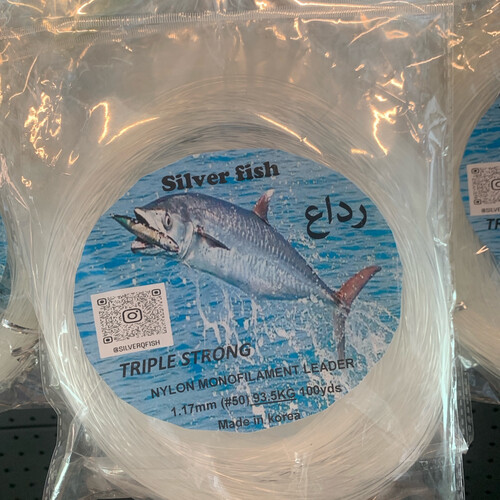 Silver fish
رداع
@SILVERQFISH
TRIPLE STRONG
NYLON MONOFILAMENT LEADER
1.17mm (#50) 93.5KG 100yds
Made in korea